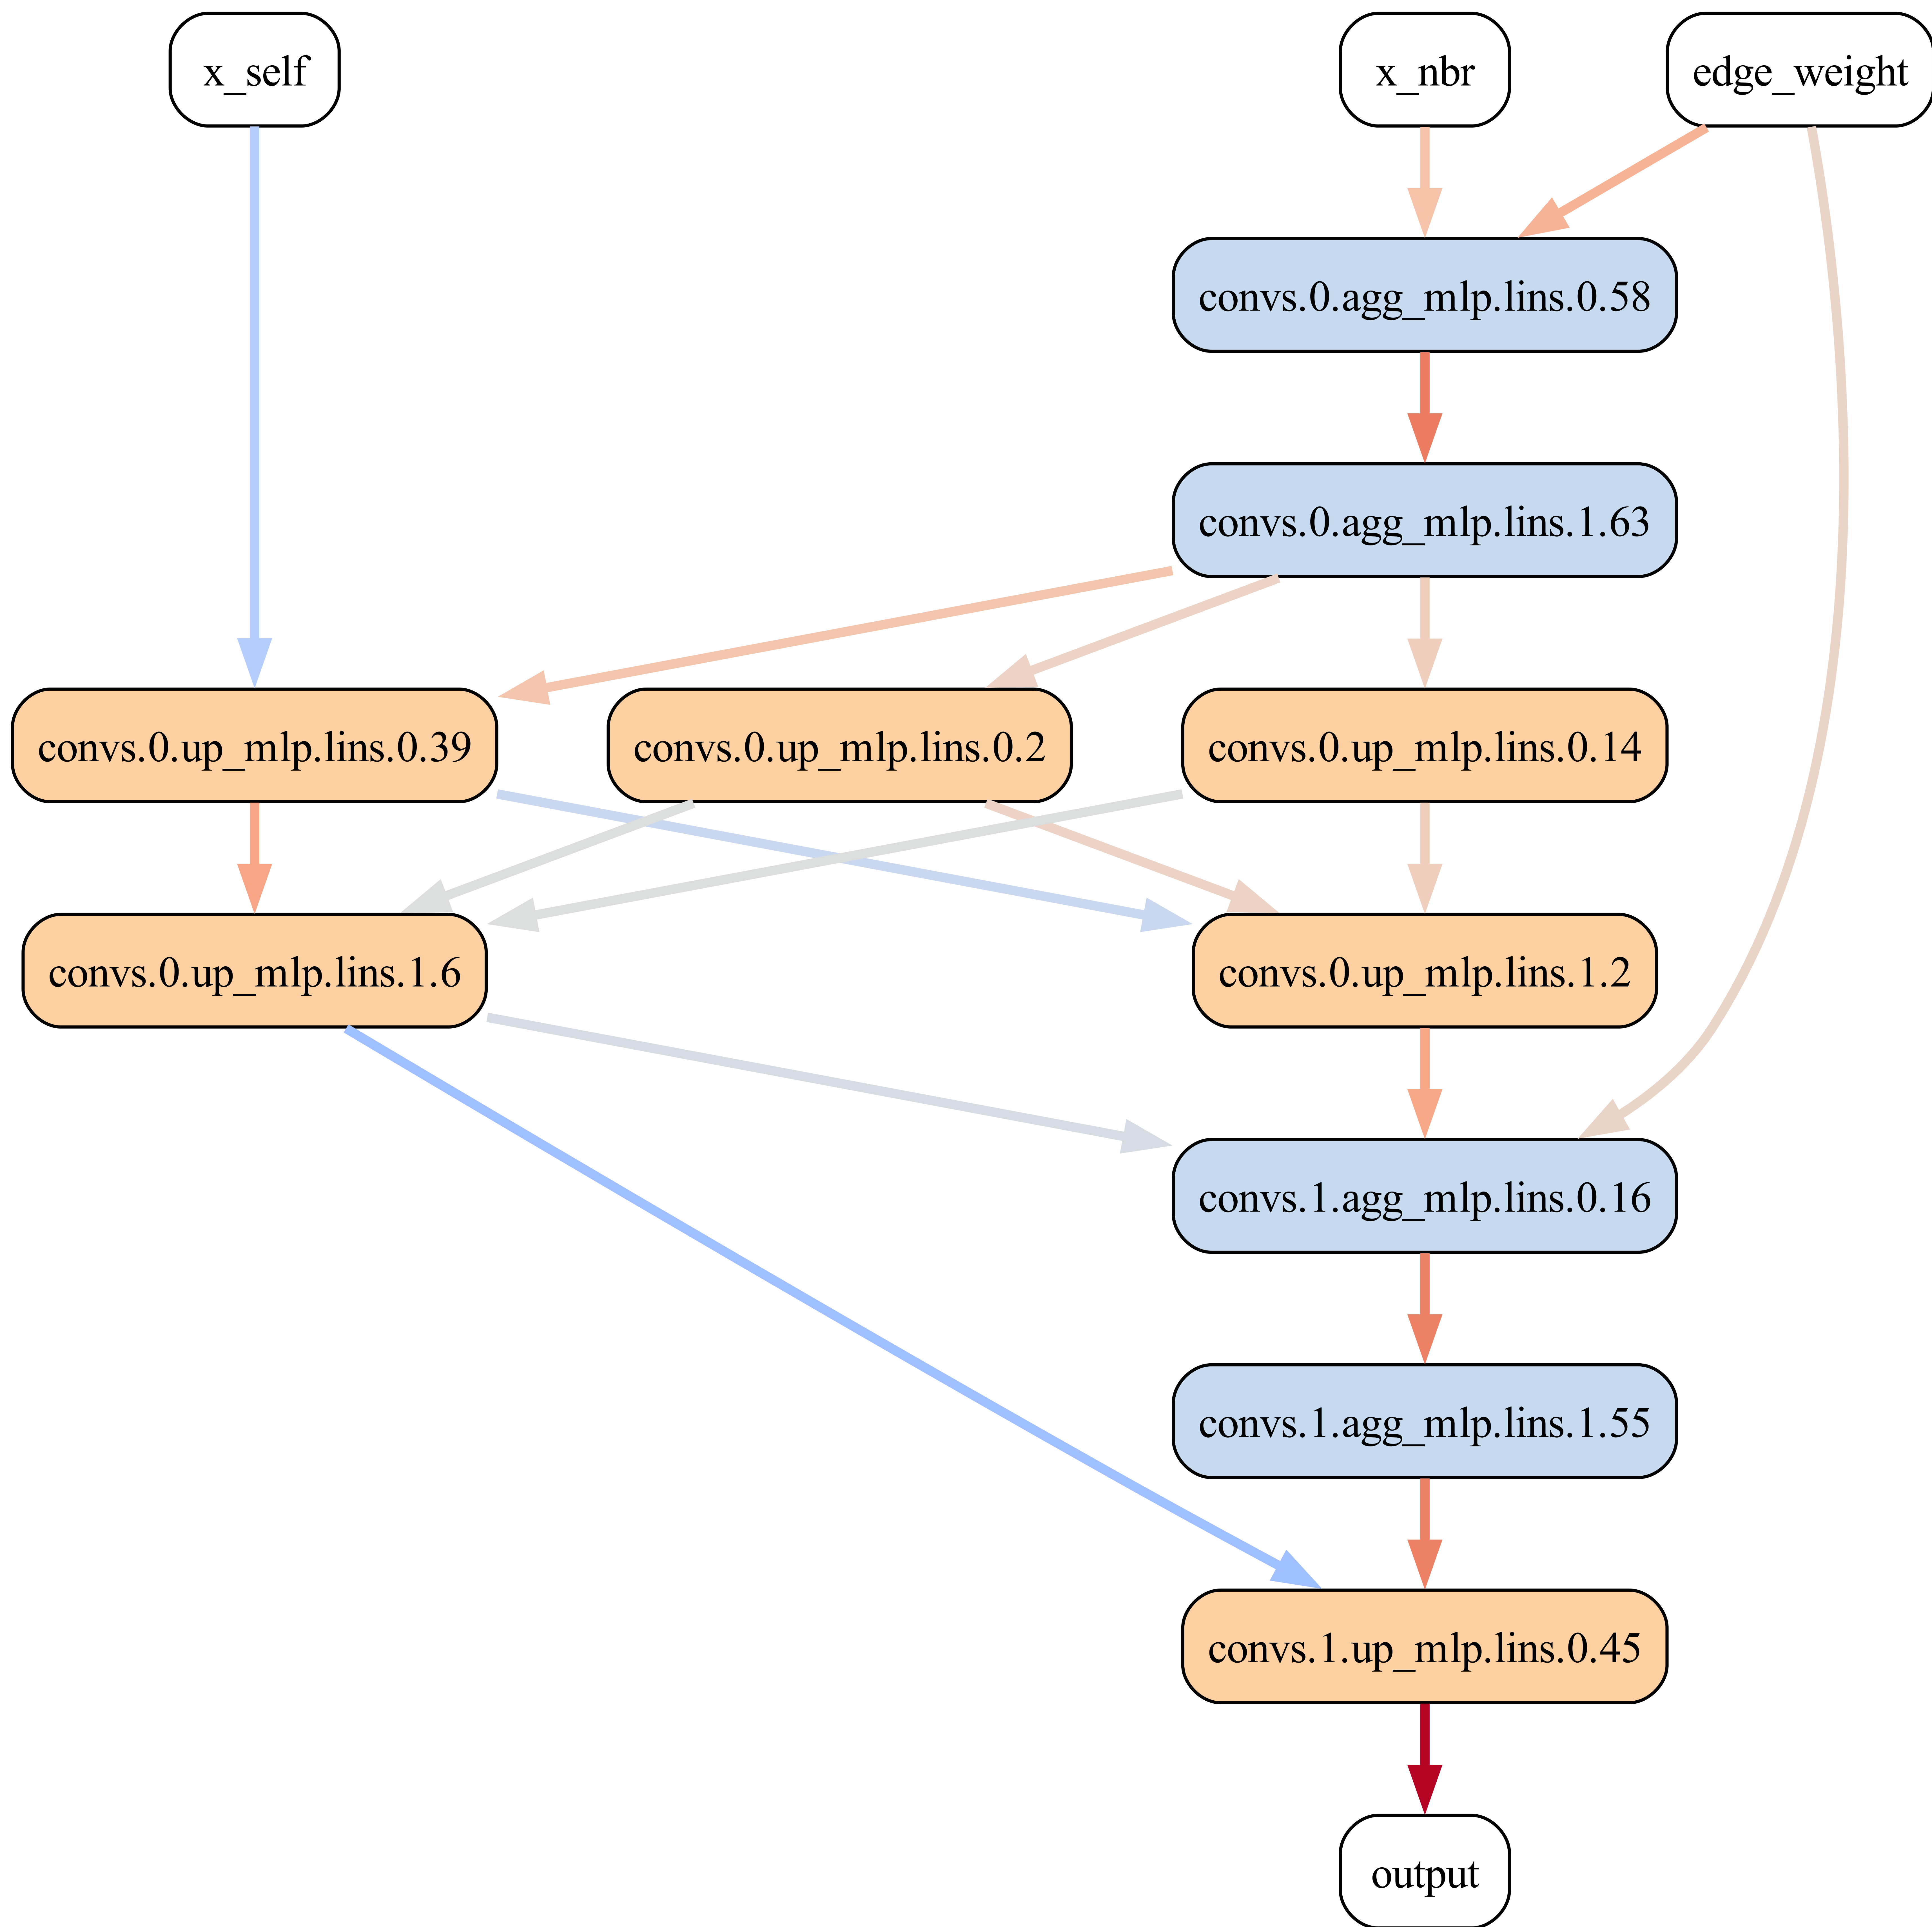 x_self
x_nbr
edge_weight
convs.0.agg_mlp.lins.0.58
convs.0.agg_mlp.lins.1.63
convs.0.up_mlp.lins.0.39
convs.0.up_mlp.lins.0.2
convs.0.up_mlp.lins.0.14
convs.0.up_mlp.lins.1.6
convs.0.up_mlp.lins.1.2
convs.1.agg_mlp.lins.0.16
convs.1.agg_mlp.lins.1.55
convs.1.up_mlp.lins.0.45
output